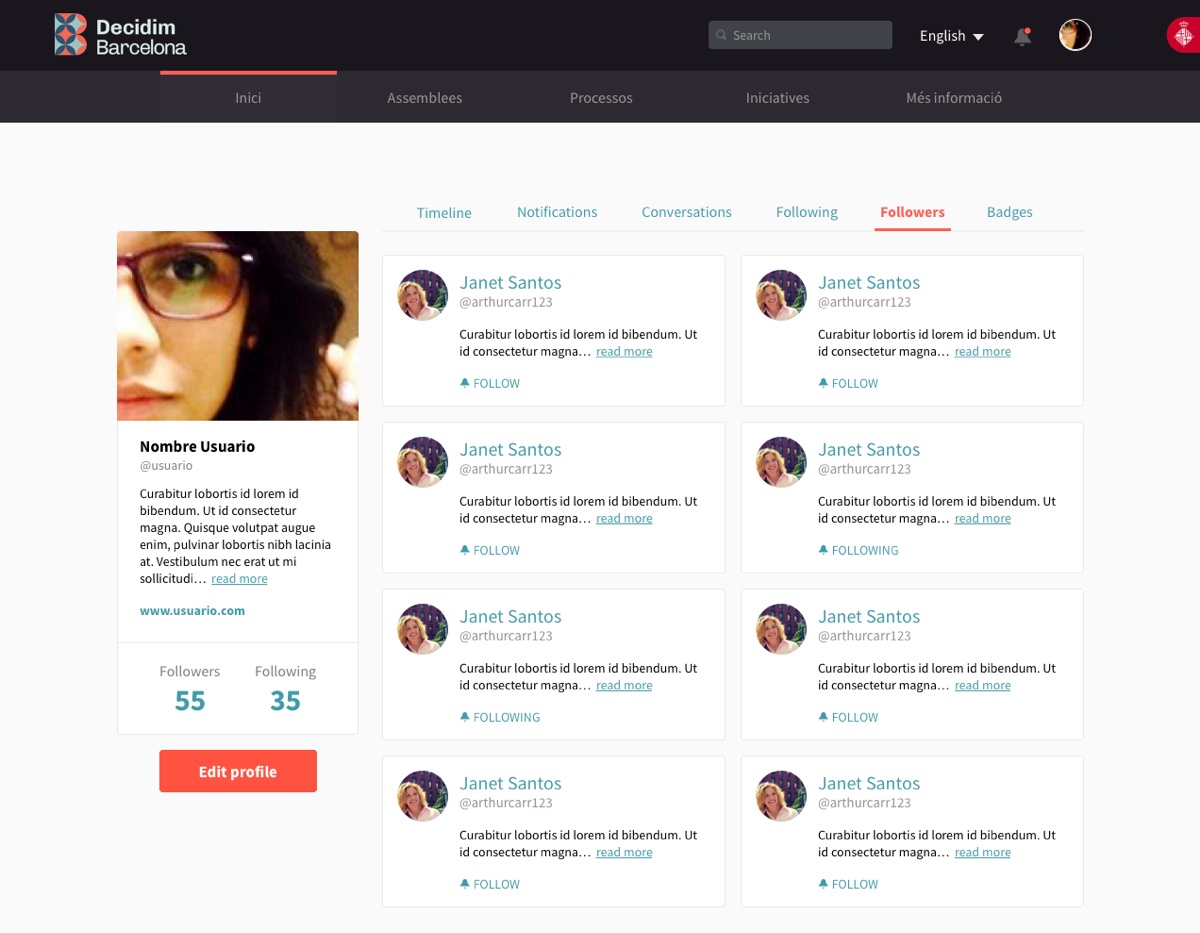 Decidim
Barcelona
Search
English
Inici
Assemblees
Processos
Iniciatives
Més informació
Timeline
Notifications
Conversations
Following
Followers
Badges
Nombre Usuario
@usuario
Curabitur lobortis id lorem id
bibendum. Ut id consectetur
magna. Quisque volutpat augue
enim, pulvinar lobortis nibh lacinia
at. Vestibulum nec erat ut mi
sollicitudi… read more
www.usuario.com
Followers
Following
55
35
Edit profile
Janet Santos
@arthurcarr123
Curabitur lobortis id lorem id bibendum. Ut
id consectetur magna… read more
FOLLOW
Janet Santos
@arthurcarr123
Curabitur lobortis id lorem id bibendum. Ut
id consectetur magna… read more
FOLLOW
Janet Santos
@arthurcarr123
Curabitur lobortis id lorem id bibendum. Ut
id consectetur magna… read more
FOLLOW
Janet Santos
@arthurcarr123
Curabitur lobortis id lorem id bibendum. Ut
id consectetur magna… read more
FOLLOWING
Janet Santos
@arthurcarr123
Curabitur lobortis id lorem id bibendum. Ut
id consectetur magna… read more
FOLLOWING
Janet Santos
@arthurcarr123
Curabitur lobortis id lorem id bibendum. Ut
id consectetur magna… read more
FOLLOW
Janet Santos
@arthurcarr123
Curabitur lobortis id lorem id bibendum. Ut
id consectetur magna… read more
FOLLOW
Janet Santos
@arthurcarr123
Curabitur lobortis id lorem id bibendum. Ut
id consectetur magna… read more
FOLLOW